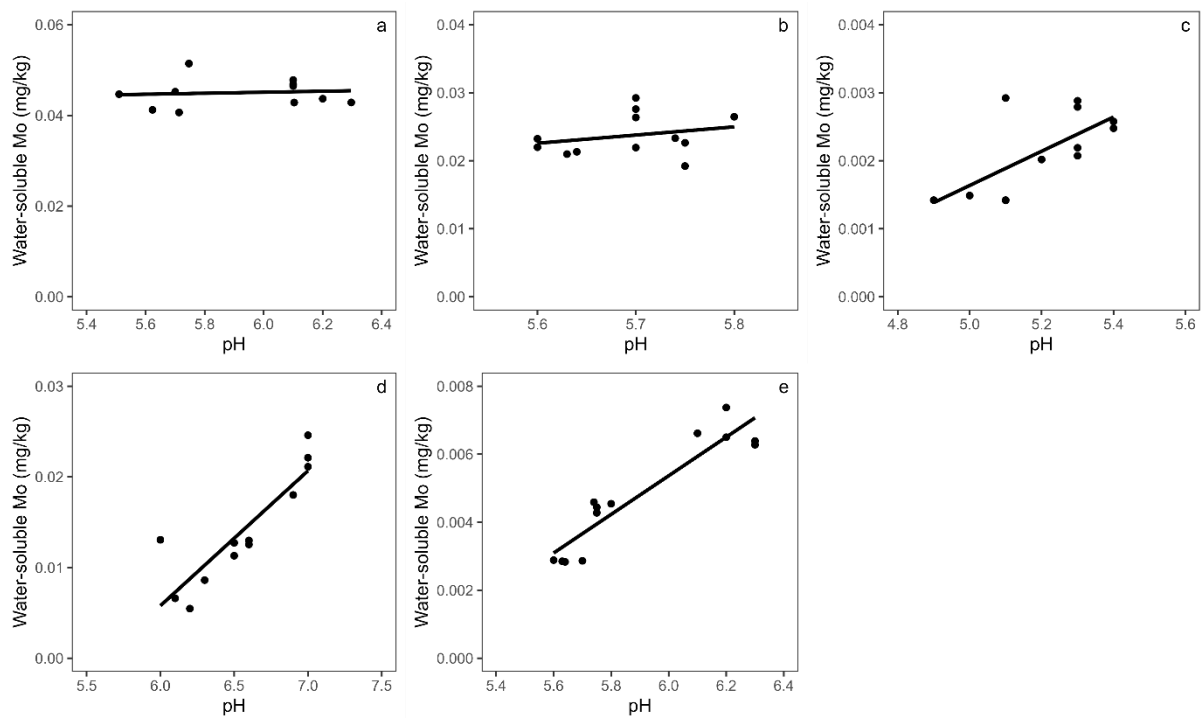 a
Water-soluble Mo (mg/kg)
0.06
0.04
0.02
0.00
5.4 5.6 5.8 6.0 6.2 6.4
pH
b
Water-soluble Mo (mg/kg)
0.04
0.03
0.02
0.01
0.00
5.6 5.7 5.8
pH
c
Water-soluble Mo (mg/kg)
0.004
0.003
0.002
0.001
0.000
4.8 5.0 5.2 5.4 5.6
pH
d
Water-soluble Mo (mg/kg)
0.03
0.02
0.01
0.00
5.5 6.0 6.5 7.0 7.5
pH
e
Water-soluble Mo (mg/kg)
0.008
0.006
0.004
0.002
0.000
5.4 5.6 5.8 6.0 6.2 6.4
pH